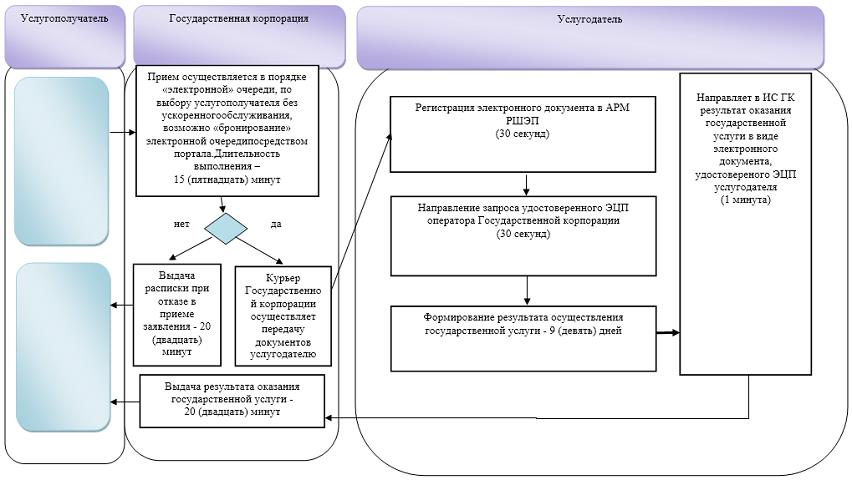 Услугополучатель
Государственная корпорация
Услугодатель
Прием осуществляется в порядке
«электронной» очереди, по
выбору услугополучателя без
ускоренногообслуживания,
возможно «бронирование»
электронной очередипосредством
портала.Длительность
выполнения –
15 (пятнадцать) минут
нет
да
Выдача
расписки при
отказе в
приеме
заявления - 20
(двадцать)
минут
Курьер
Государственно
й корпорации
осуществляет
передачу
документов
услугодателю
Выдача результата оказания
государственной услуги -
20 (двадцать) минут
Регистрация электронного документа в АРМ
РШЭП
(30 секунд)
Направление запроса удостоверенного ЭЦП
оператора Государственной корпорации
(30 секунд)
Формирование результата осуществления
государственной услуги - 9 (девять) дней
Направляет в ИС ГК
результат оказания
государственной
услуги в виде
электронного
документа,
удостовереного ЭЦП
услугодателя
(1 минута)